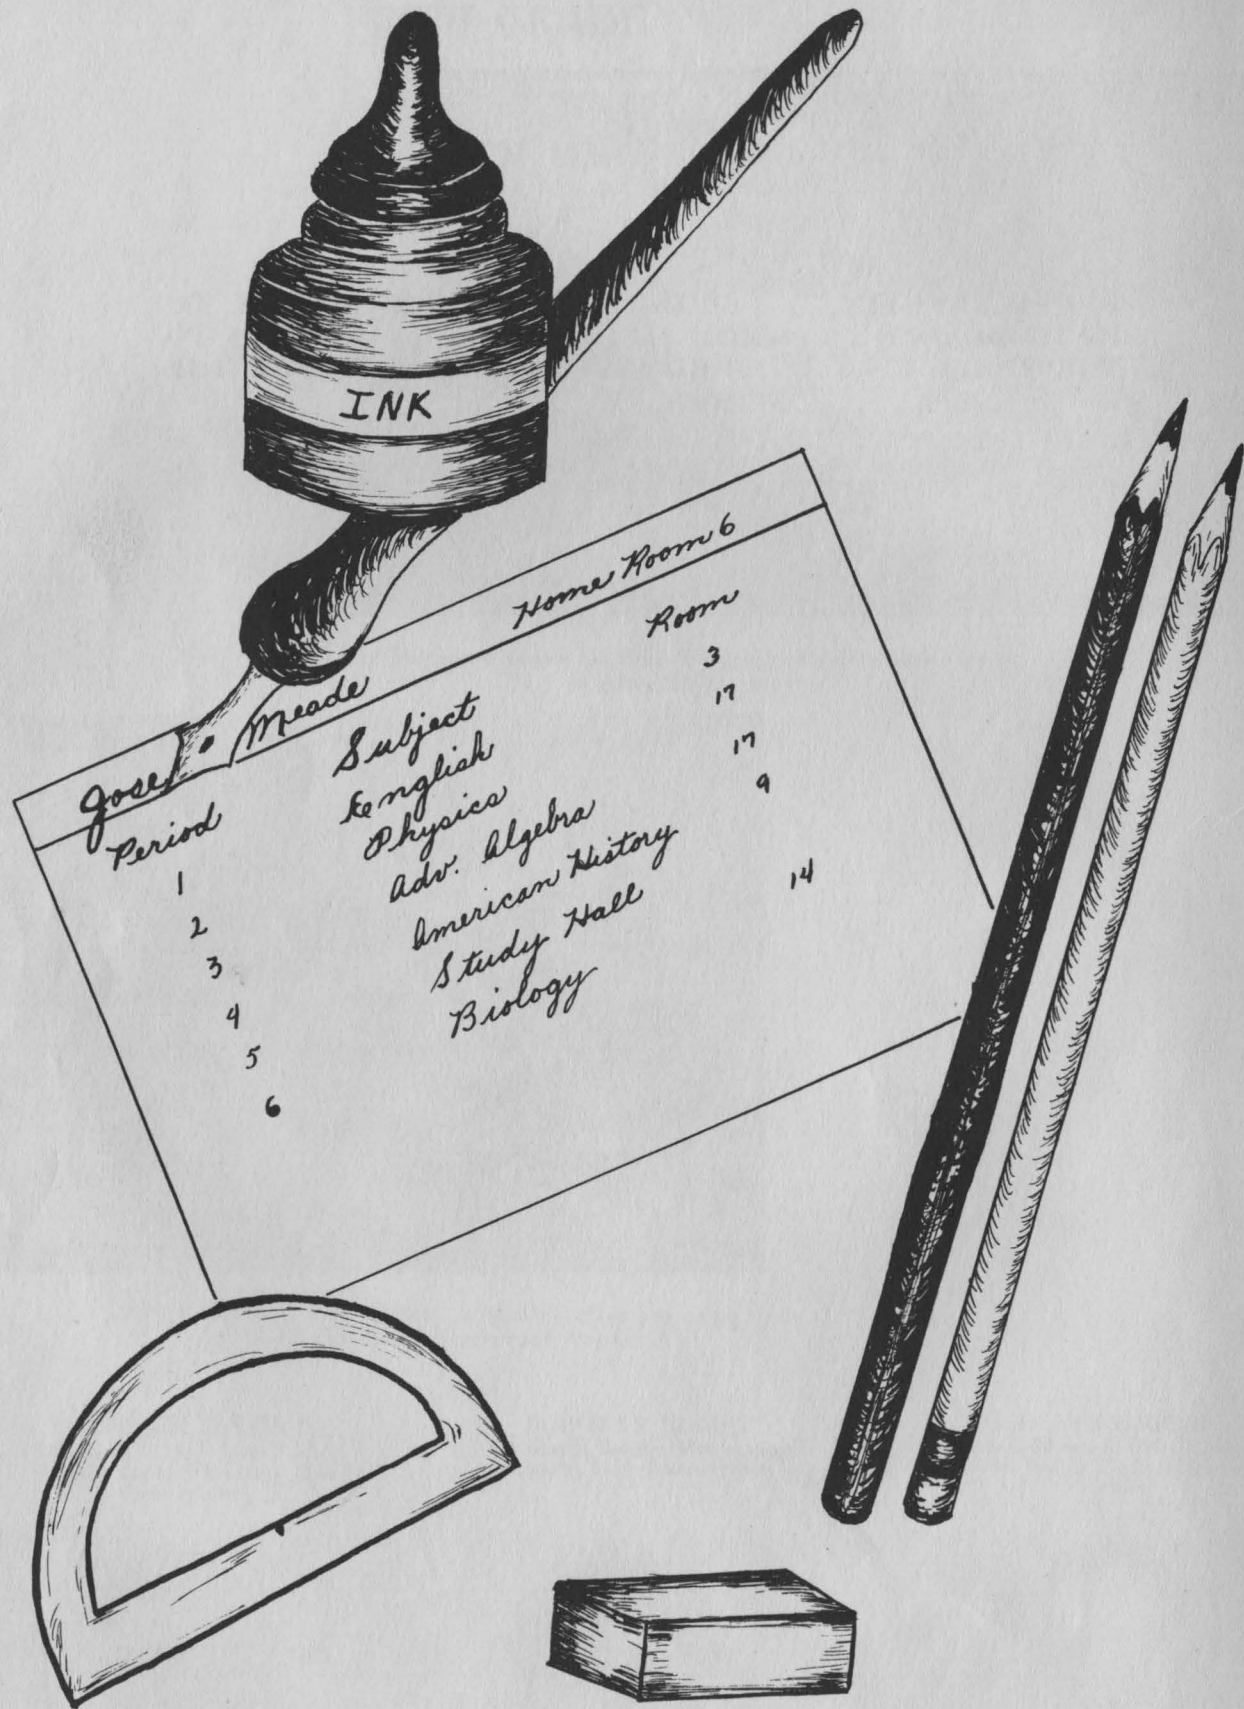 INK
Jose Meade Home Room 6
Period Subject Room
1 English 3
2 Physics 17
3 Adv. Algebra 17
4 American History 9
5 Study Hall
6 Biology 14